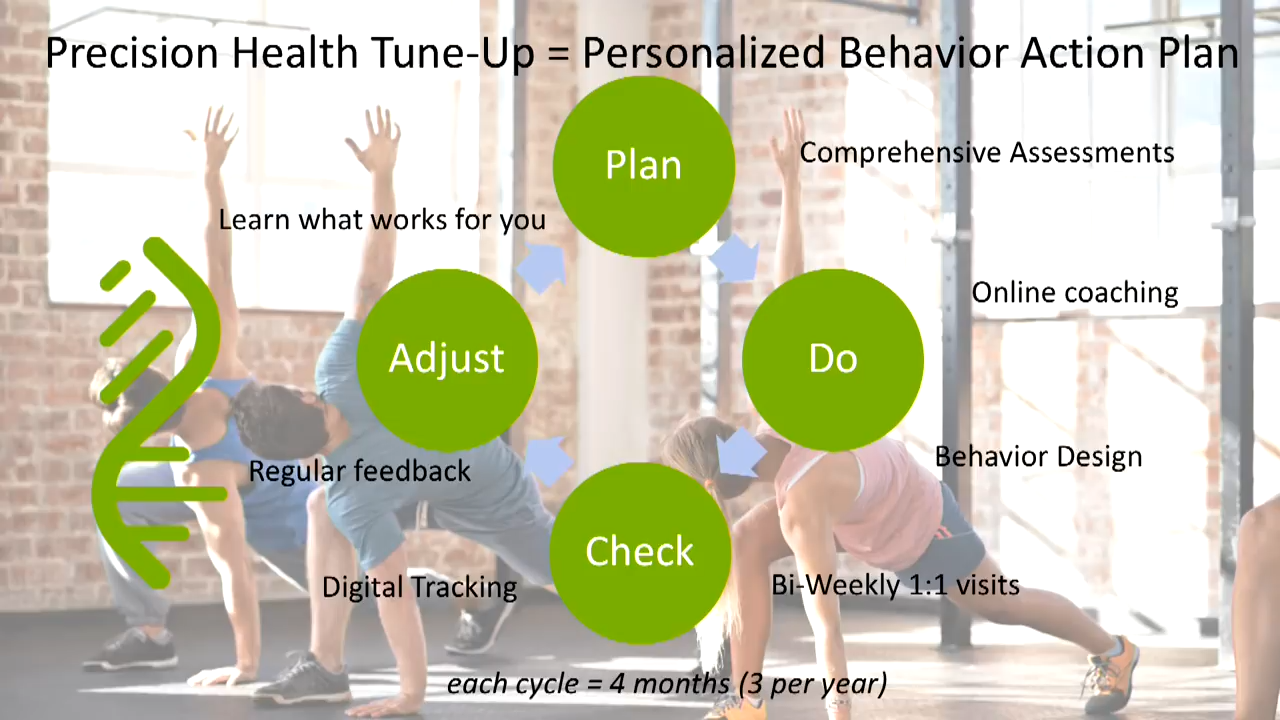 Precision Health Tune-Up = Personalized Behavior Action Plan
Plan
Comprehensive Assessments
Learn what works for you
Online coaching
Adjust
Do
Behavior Design
Regular feedback
Check
Digital Tracking
Bi-Weekly 1:1 visits
each cycle = 4 months (3 per year)